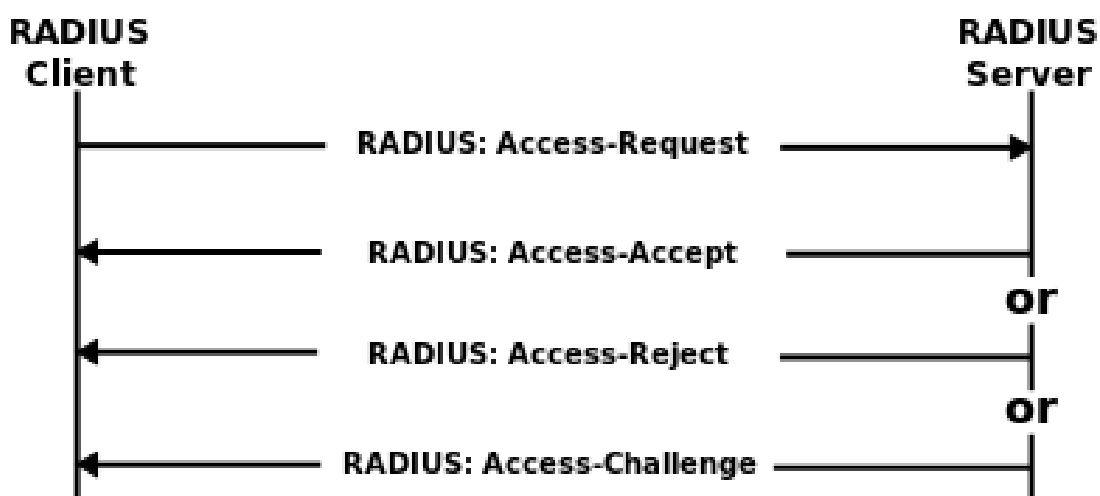 RADIUS
Client
RADIUS
Server
RADIUS: Access-Request
RADIUS: Access-Accept
or
RADIUS: Access-Reject
or
RADIUS: Access-Challenge